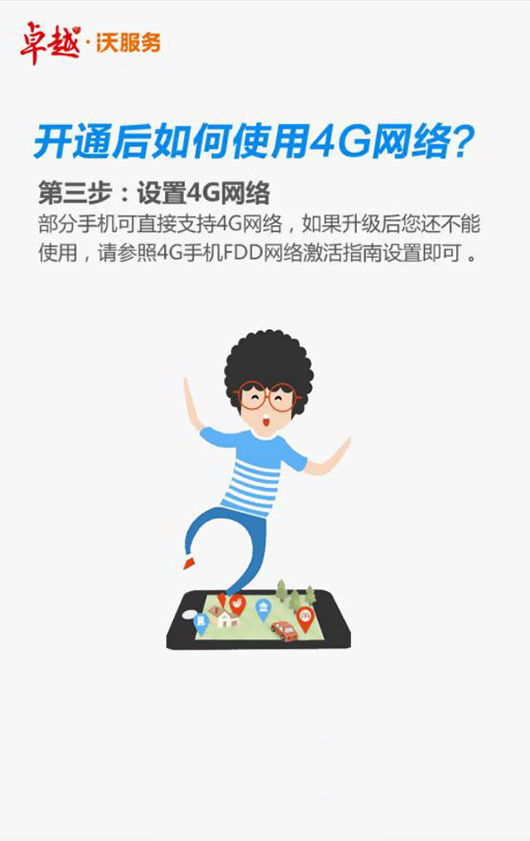 卓越·沃服务
开通后如何使用4G网络?
第三步：设置4G网络
部分手机可直接支持4G网络，如果升级后您还不能
使用，请参照4G手机FDD网络激活指南设置即可。